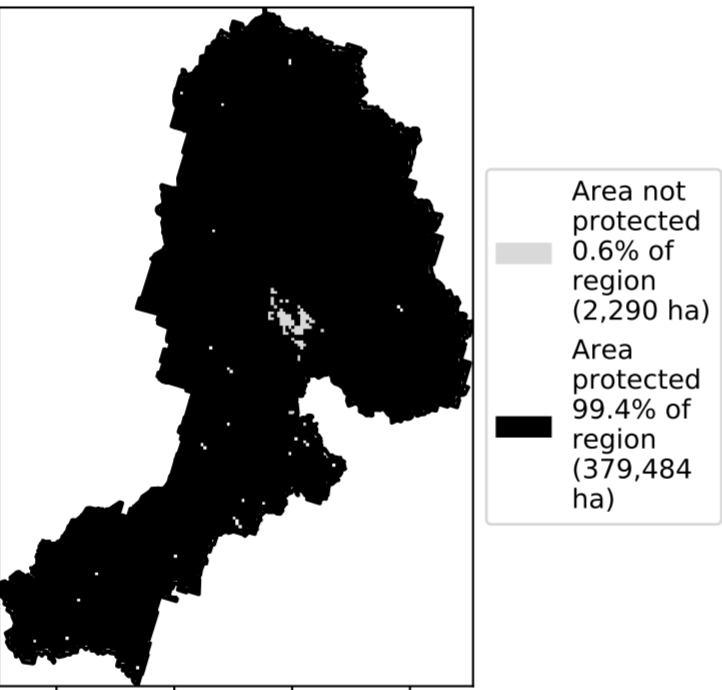 Area not
protected
0.6% of
region
(2,290 ha)
Area
protected
99.4% of
region
(379,484
ha)